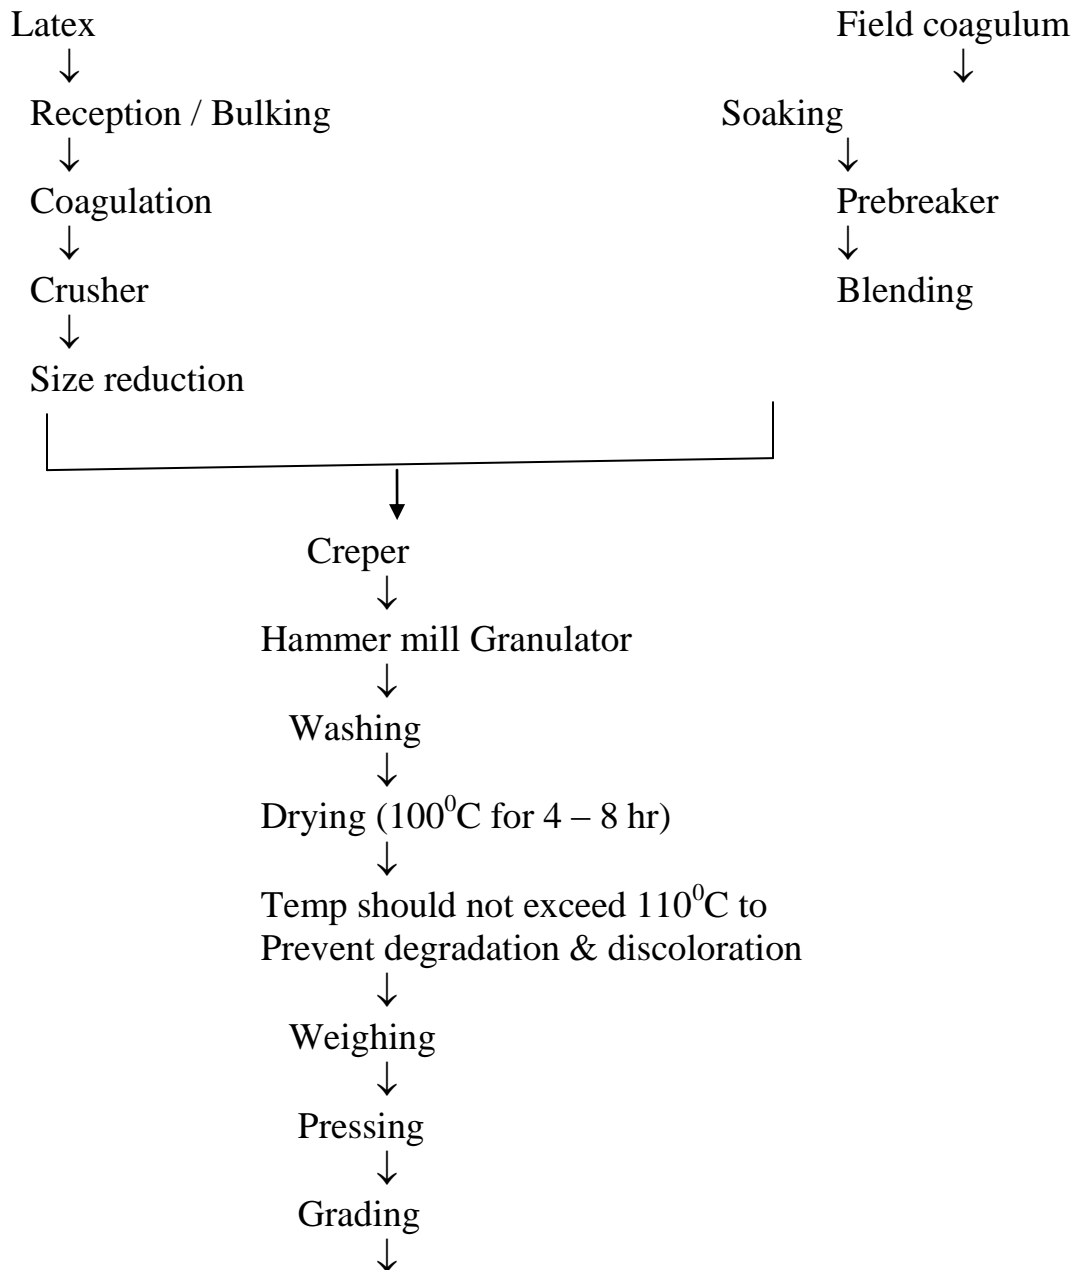 Latex
Field coagulum
↓
↓
Reception / Bulking
Soaking
↓
↓
Coagulation
Prebreaker
↓
↓
Crusher
Blending
↓
Size reduction
Creper
↓
Hammer mill Granulator
↓
Washing
↓
Drying (100⁰C for 4 – 8 hr)
↓
Temp should not exceed 110⁰C to
Prevent degradation & discoloration
↓
Weighing
↓
Pressing
↓
Grading
↓